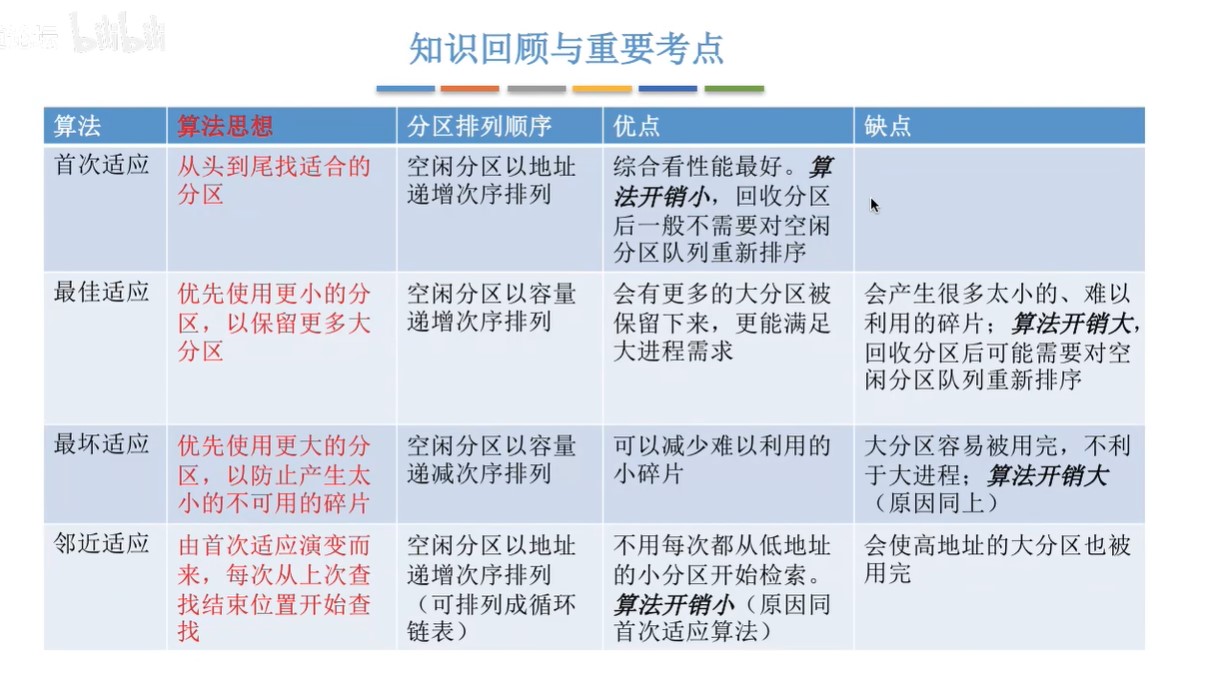 bilibili
知识回顾与重要考点
算法
算法思想
分区排列顺序
优点
缺点
首次适应
从头到尾找适合的
分区
空闲分区以地址
递增次序排列
综合看性能最好。算
法开销小，回收分区
后一般不需要对空闲
分区队列重新排序
最佳适应
优先使用更小的分
区，以保留更多大
分区
空闲分区以容量
递增次序排列
会有更多的大分区被
保留下来，更能满足
大进程需求
会产生很多太小的、难以
利用的碎片；算法开销大，
回收分区后可能需要对空
闲分区队列重新排序
最坏适应
优先使用更大的分
区，以防止产生太
小的不可用的碎片
空闲分区以容量
递减次序排列
可以减少难以利用的
小碎片
大分区容易被用完，不利
于大进程；算法开销大
（原因同上）
邻近适应
由首次适应演变而
来，每次从上次查
找结束位置开始查
找
空闲分区以地址
递增次序排列
（可排列成循环
链表）
不用每次都从低地址
的小分区开始检索。
算法开销小（原因同
首次适应算法）
会使高地址的大分区也被
用完